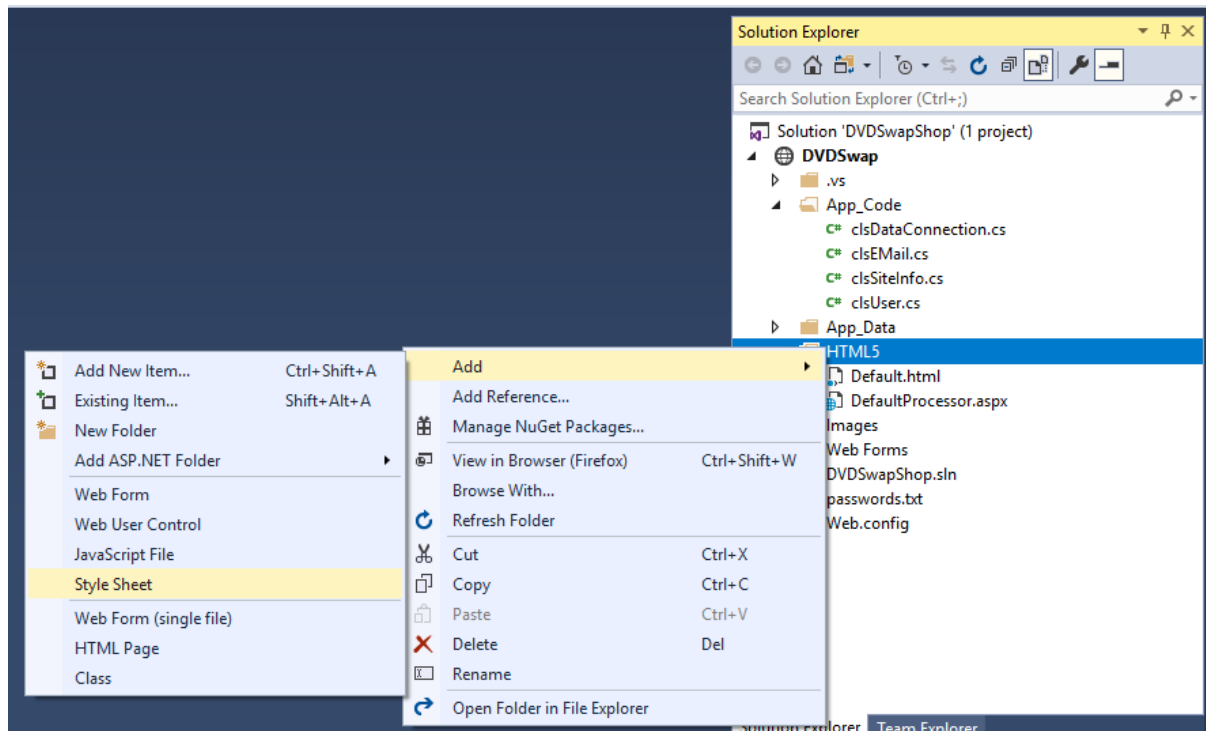 Solution Explorer
Search Solution Explorer (Ctrl+;)
Solution 'DVDSwapShop' (1 project)
DVDSwap
.vs
App_Code
C# clsDataConnection.cs
C# clsEMail.cs
C# clsSiteInfo.cs
C# clsUser.cs
App_Data
HTML5
Default.html
DefaultProcessor.aspx
Images
Web Forms
DVDSwapShop.sln
passwords.txt
Web.config
Solution Explorer Team Explorer
Add
Add Reference...
Manage NuGet Packages...
View in Browser (Firefox) Ctrl+Shift+W
Browse With...
Refresh Folder
Cut Ctrl+X
Copy Ctrl+C
Paste Ctrl+V
Delete Del
Rename
Open Folder in File Explorer
Add New Item... Ctrl+Shift+A
Existing Item... Shift+Alt+A
New Folder
Add ASP.NET Folder
Web Form
Web User Control
JavaScript File
Style Sheet
Web Form (single file)
HTML Page
Class